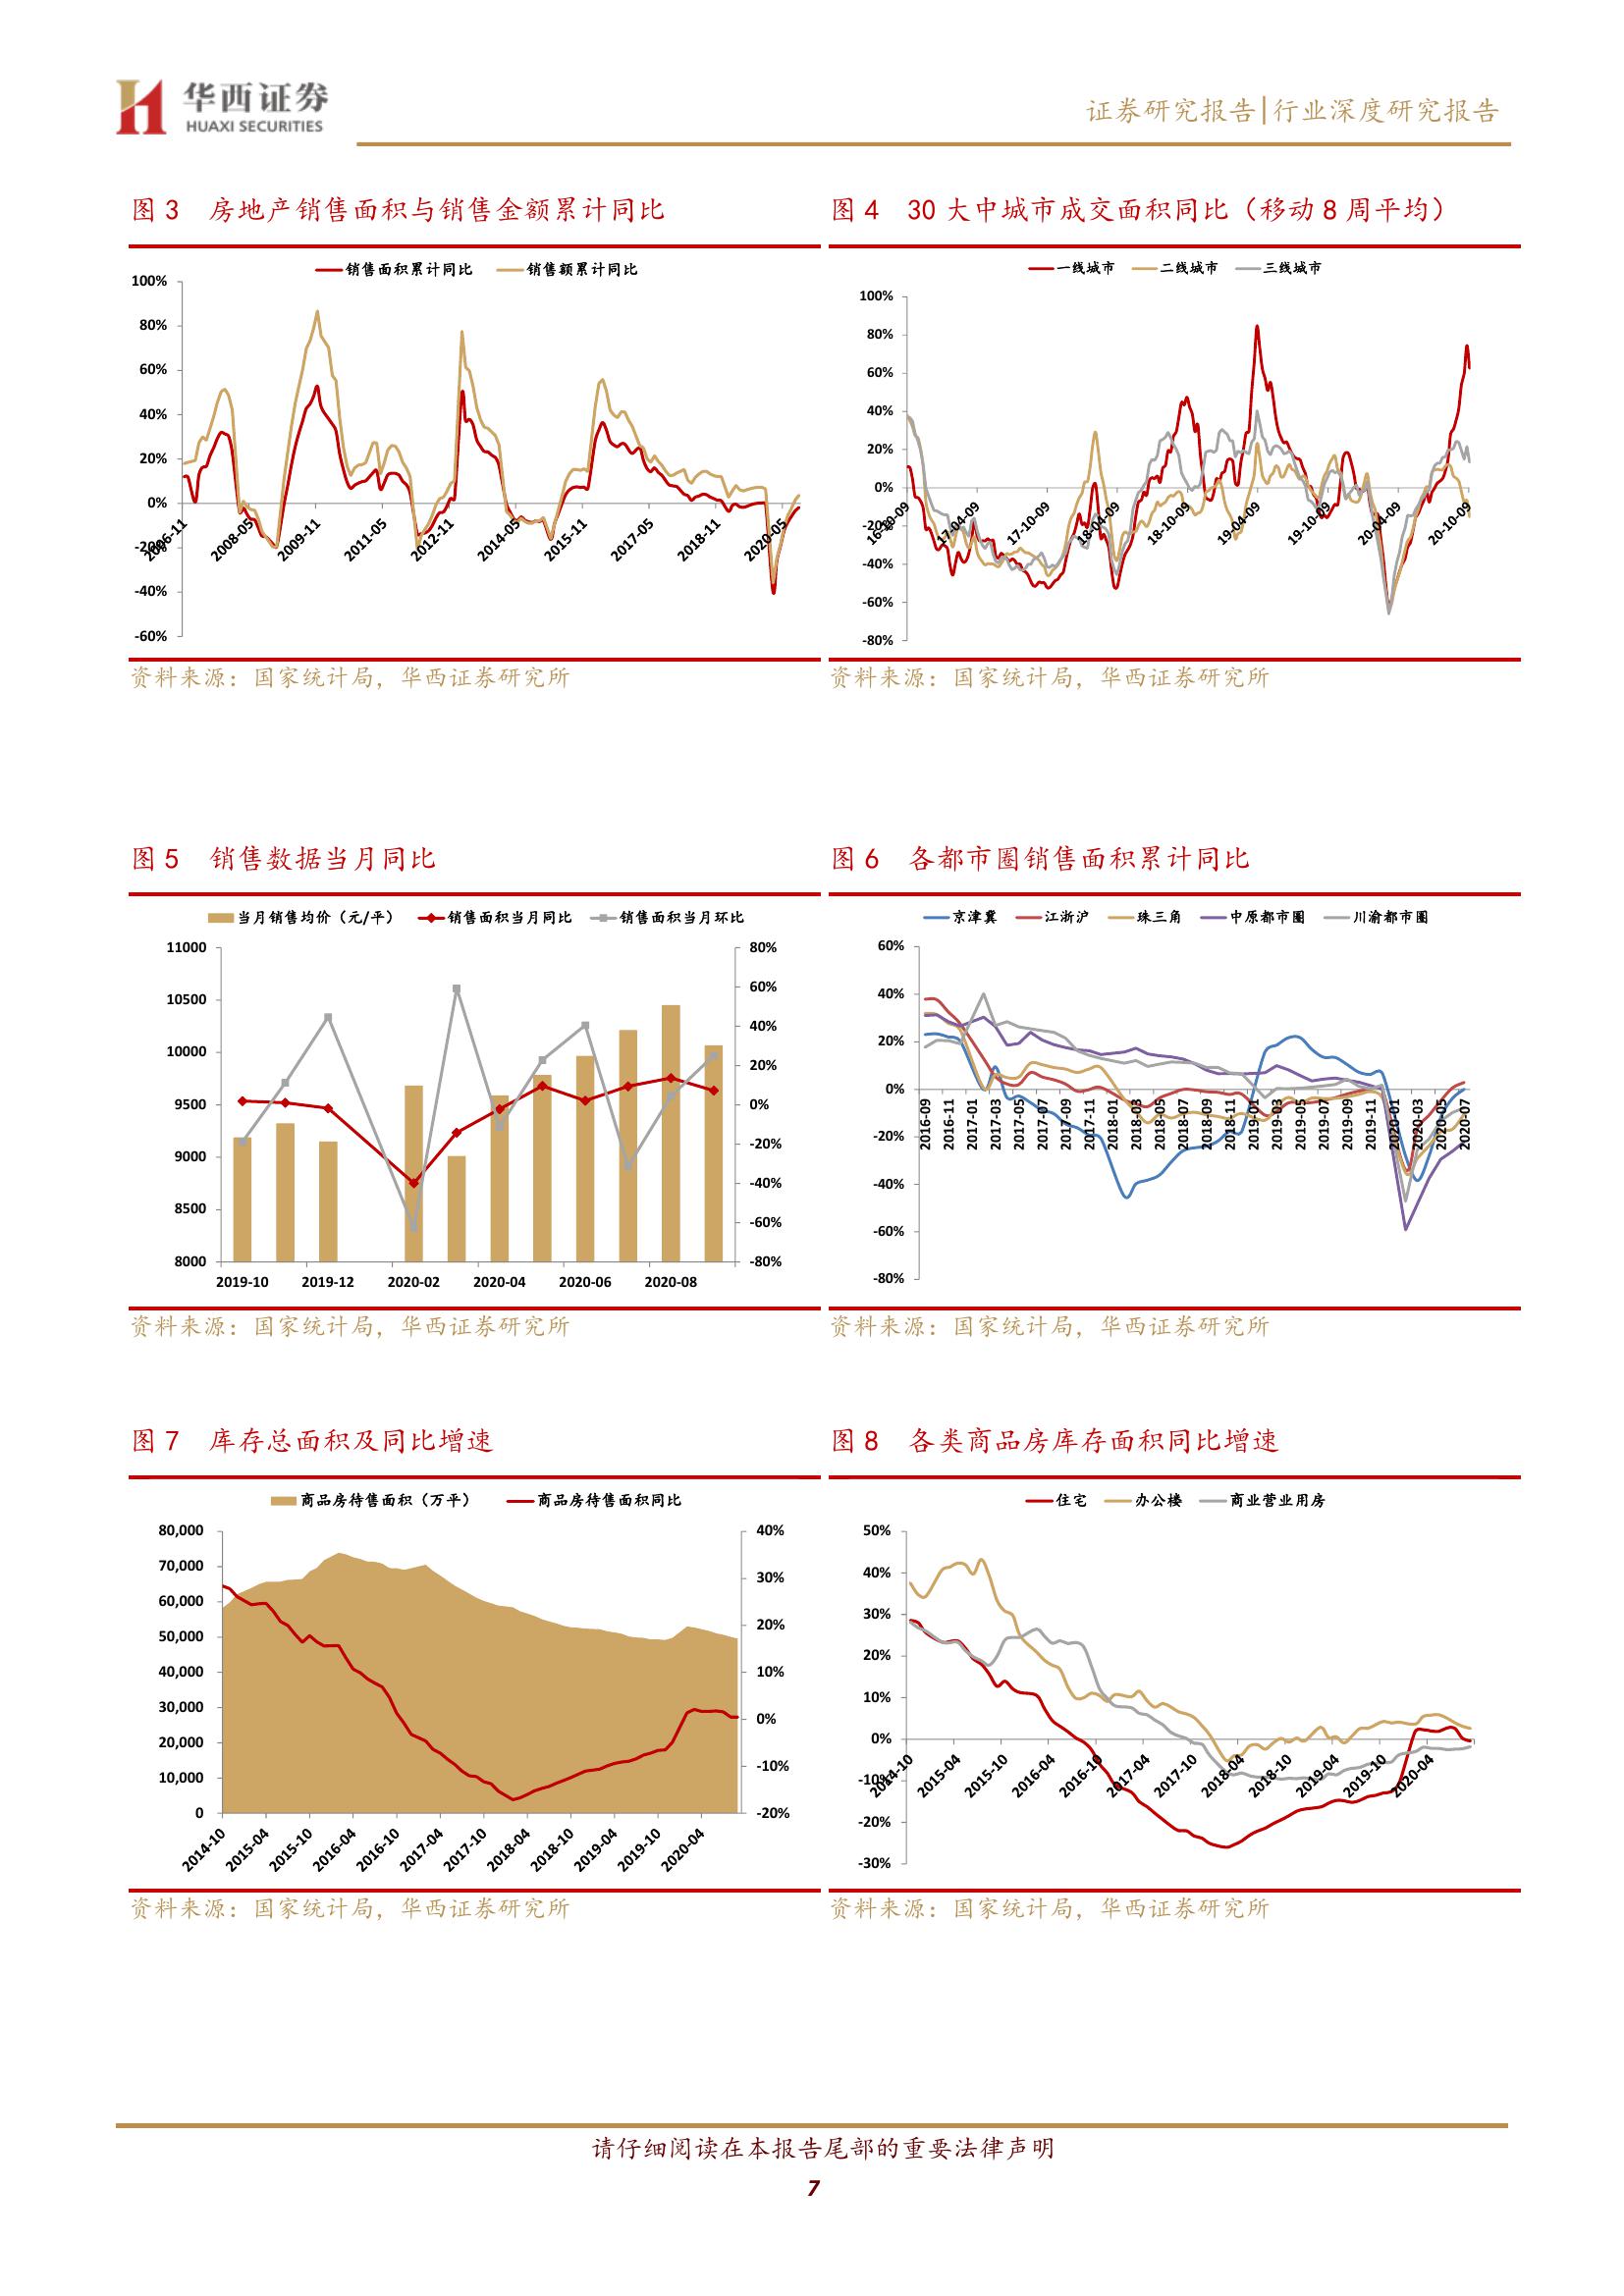 华西证券
HUAXI SECURITIES
证券研究报告|行业深度研究报告
图 3 房地产销售面积与销售金额累计同比
销售面积累计同比 销售额累计同比
100%
80%
60%
40%
20%
0%
-20%
-40%
-60%
2006-11 2008-05 2009-11 2011-05 2012-11 2014-05 2015-11 2017-05 2018-11 2020-05
资料来源：国家统计局，华西证券研究所
图 4 30 大中城市成交面积同比（移动 8 周平均）
一线城市 二线城市 三线城市
100%
80%
60%
40%
20%
0%
-20%
-40%
-60%
-80%
16-10-09 17-04-09 17-10-09 18-04-09 18-10-09 19-04-09 19-10-09 20-04-09 20-10-09
资料来源：国家统计局，华西证券研究所
图 5 销售数据当月同比
当月销售均价（元/平） 销售面积当月同比 销售面积当月环比
11000
10500
10000
9500
9000
8500
8000
80%
60%
40%
20%
0%
-20%
-40%
-60%
-80%
2019-10 2019-12 2020-02 2020-04 2020-06 2020-08
资料来源：国家统计局，华西证券研究所
图 6 各都市圈销售面积累计同比
京津冀 江浙沪 珠三角 中原都市圈 川渝都市圈
60%
40%
20%
0%
-20%
-40%
-60%
-80%
2016-09 2016-11 2017-01 2017-03 2017-05 2017-07 2017-09 2017-11 2018-01 2018-03 2018-05 2018-07 2018-09 2018-11 2019-01 2019-03 2019-05 2019-07 2019-09 2019-11 2020-01 2020-03 2020-05 2020-07
资料来源：国家统计局，华西证券研究所
图 7 库存总面积及同比增速
商品房待售面积（万平） 商品房待售面积同比
80,000
70,000
60,000
50,000
40,000
30,000
20,000
10,000
0
40%
30%
20%
10%
0%
-10%
-20%
2014-10 2015-04 2015-10 2016-04 2016-10 2017-04 2017-10 2018-04 2018-10 2019-04 2019-10 2020-04
资料来源：国家统计局，华西证券研究所
图 8 各类商品房库存面积同比增速
住宅 办公楼 商业营业用房
50%
40%
30%
20%
10%
0%
-10%
-20%
-30%
2014-10 2015-04 2015-10 2016-04 2016-10 2017-04 2017-10 2018-04 2018-10 2019-04 2019-10 2020-04
资料来源：国家统计局，华西证券研究所
请仔细阅读在本报告尾部的重要法律声明
7